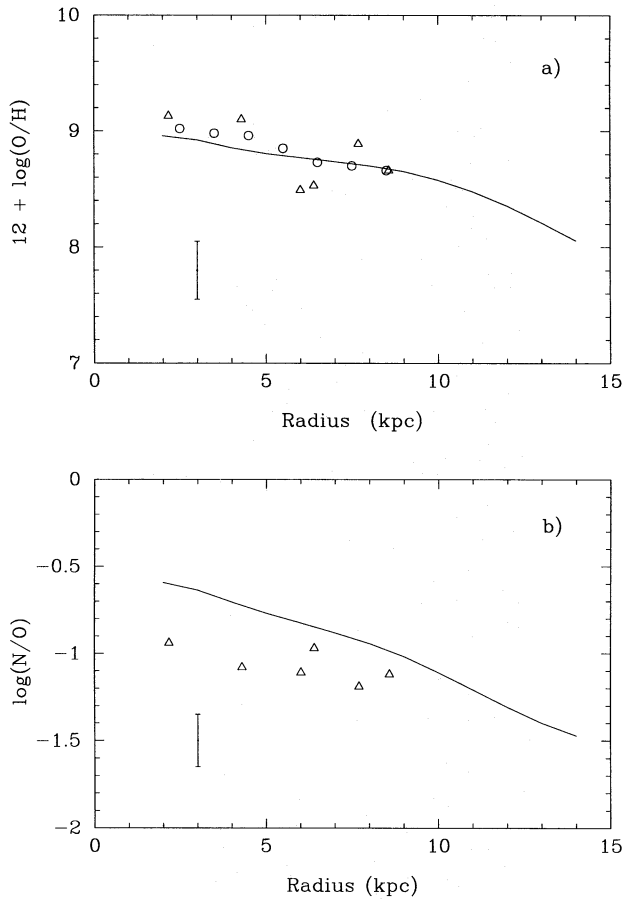 10
a)
9
12 + log(O/H)
8
7
0 5 10 15
Radius (kpc)
0
b)
−0.5
log(N/O)
−1
−1.5
−2
0 5 10 15
Radius (kpc)